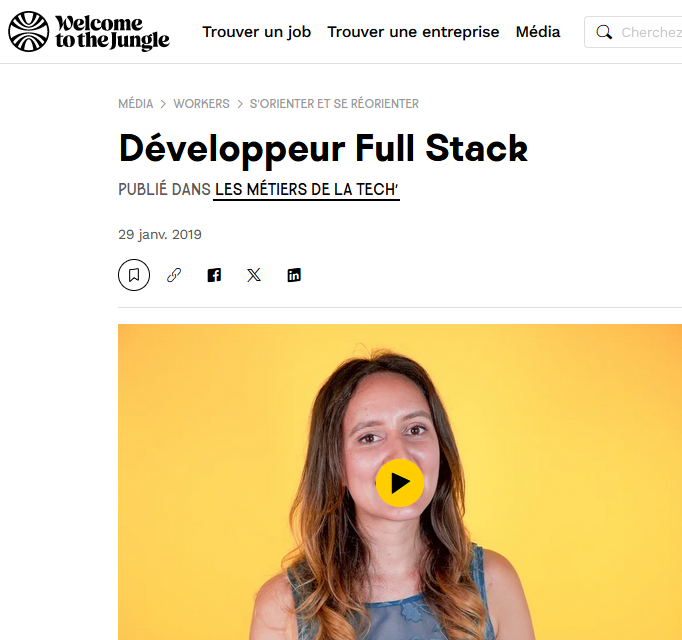 Welcome
to the Jungle
Trouver un job Trouver une entreprise Média Cherchez
MÉDIA > WORKERS > S'ORIENTER ET SE RÉORIENTER
Développeur Full Stack
PUBLIÉ DANS LES MÉTIERS DE LA TECH'
29 janv. 2019